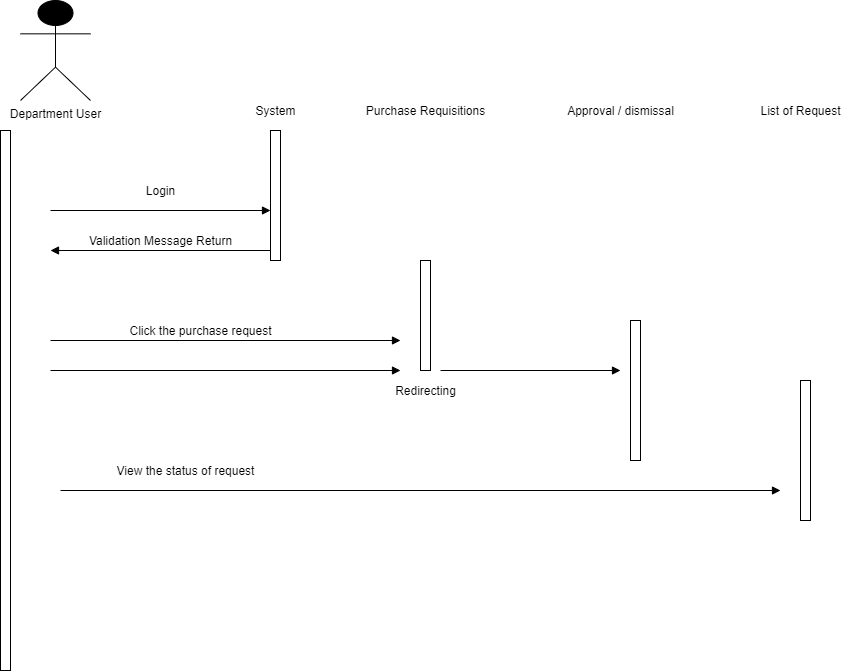 Department User
System
Purchase Requisitions
Approval / dismissal
List of Request
Login
Validation Message Return
Click the purchase request
Redirecting
View the status of request